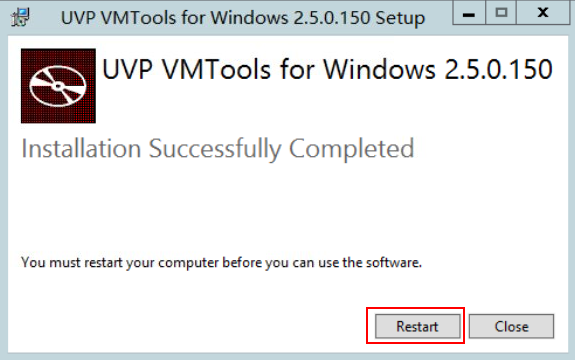 UVP VMTools for Windows 2.5.0.150 Setup
UVP VMTools for Windows 2.5.0.150
Installation Successfully Completed
You must restart your computer before you can use the software.
Restart Close